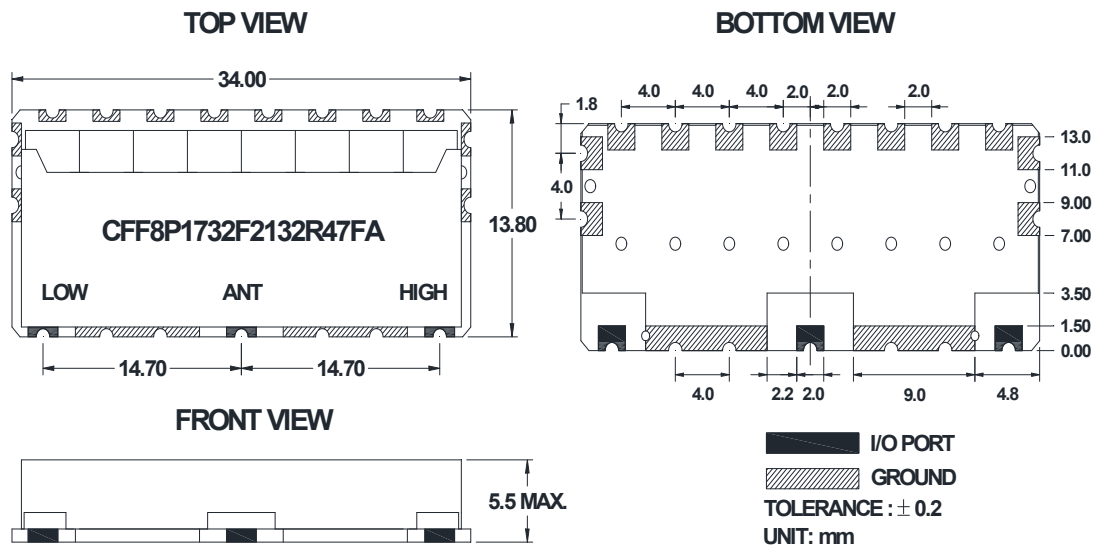 TOP VIEW
34.00
CFF8P1732F2132R47FA
LOW ANT HIGH
13.80
14.70 14.70
FRONT VIEW
5.5 MAX.
BOTTOM VIEW
4.0 4.0 4.0 2.0 2.0 2.0
1.8
4.0
13.0
11.0
9.00
7.00
3.50
1.50
0.00
4.0 2.2 2.0 9.0 4.8
I/O PORT
GROUND
TOLERANCE : ± 0.2
UNIT: mm